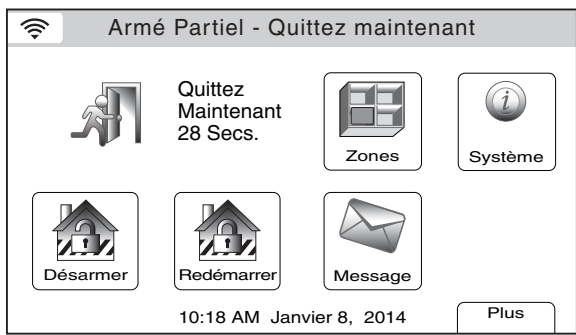 Armé Partiel - Quittez maintenant
Quittez
Maintenant
28 Secs.
Zones
Système
Désarmer
Redémarrer
Message
10:18 AM Janvier 8, 2014
Plus